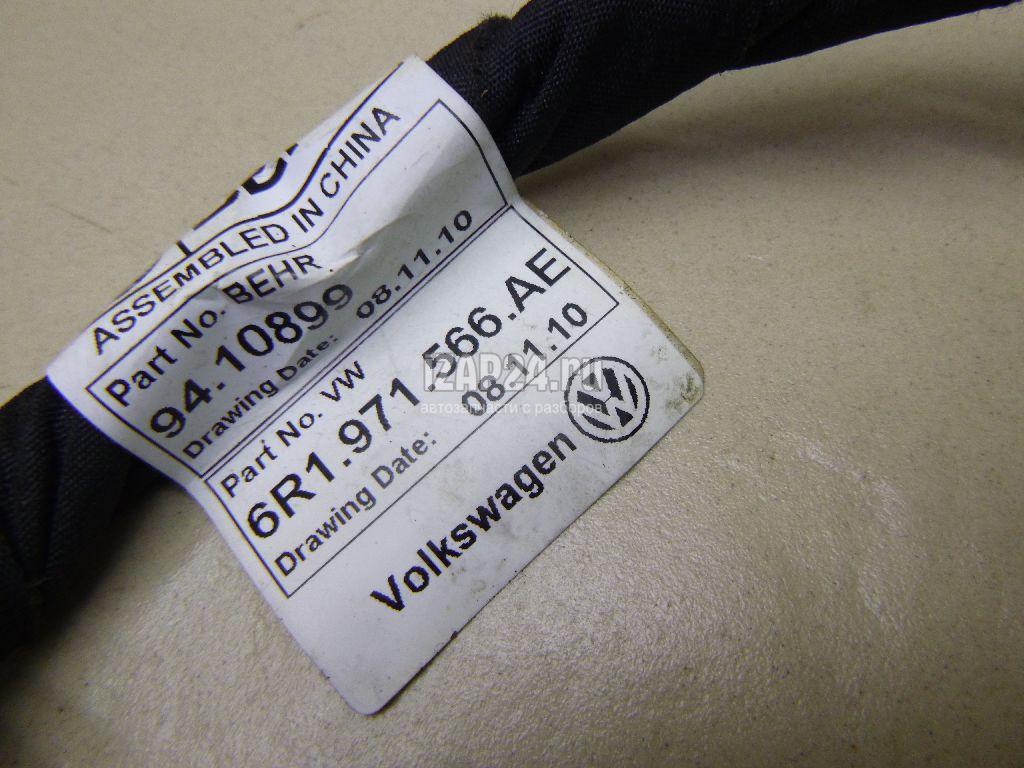 ASSEMBLED IN CHINA
Part No. BEHR
94.10899
Drawing Date: 08.11.10
Part No. VW
6R1.971.566.AE
Drawing Date: 08.11.10
Volkswagen
ZAP24.ru
автозапчасти с разборов